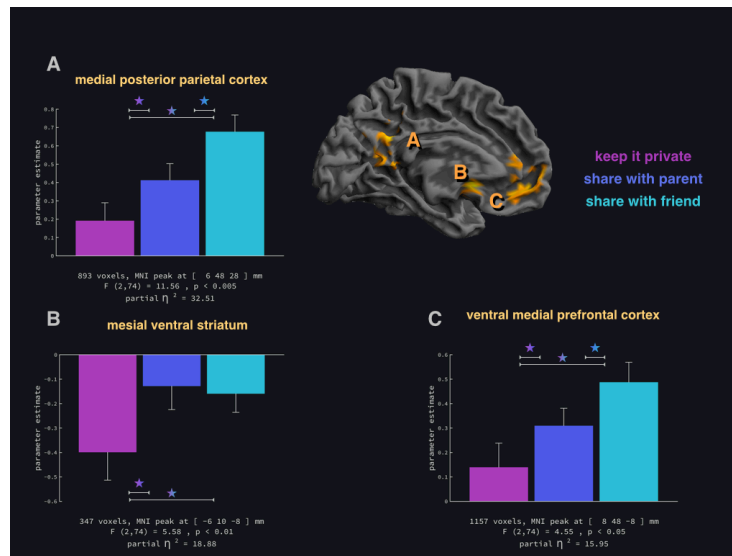 A
medial posterior parietal cortex
parameter estimate
0.8
0.7
0.6
0.5
0.4
0.3
0.2
0.1
0
893 voxels, MNI peak at [ 6 48 28 ] mm
F (2,74) = 11.56 , p < 0.005
partial η ² = 32.51
A
B
C
keep it private
share with parent
share with friend
B
mesial ventral striatum
parameter estimate
0
-0.1
-0.2
-0.3
-0.4
-0.5
-0.6
347 voxels, MNI peak at [ -6 10 -8 ] mm
F (2,74) = 5.58 , p < 0.01
partial η ² = 18.88
C
ventral medial prefrontal cortex
parameter estimate
0.6
0.5
0.4
0.3
0.2
0.1
0
1157 voxels, MNI peak at [ 8 48 -8 ] mm
F (2,74) = 4.55 , p < 0.05
partial η ² = 15.95